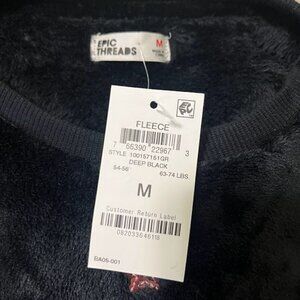 EPIC
THREADS
M
FLEECE
7 66390 22967 3
STYLE 100157151GR
DEEP BLACK
54-56" 63-74 LBS.
M
Customer Return Label
082033646118
BA05-001